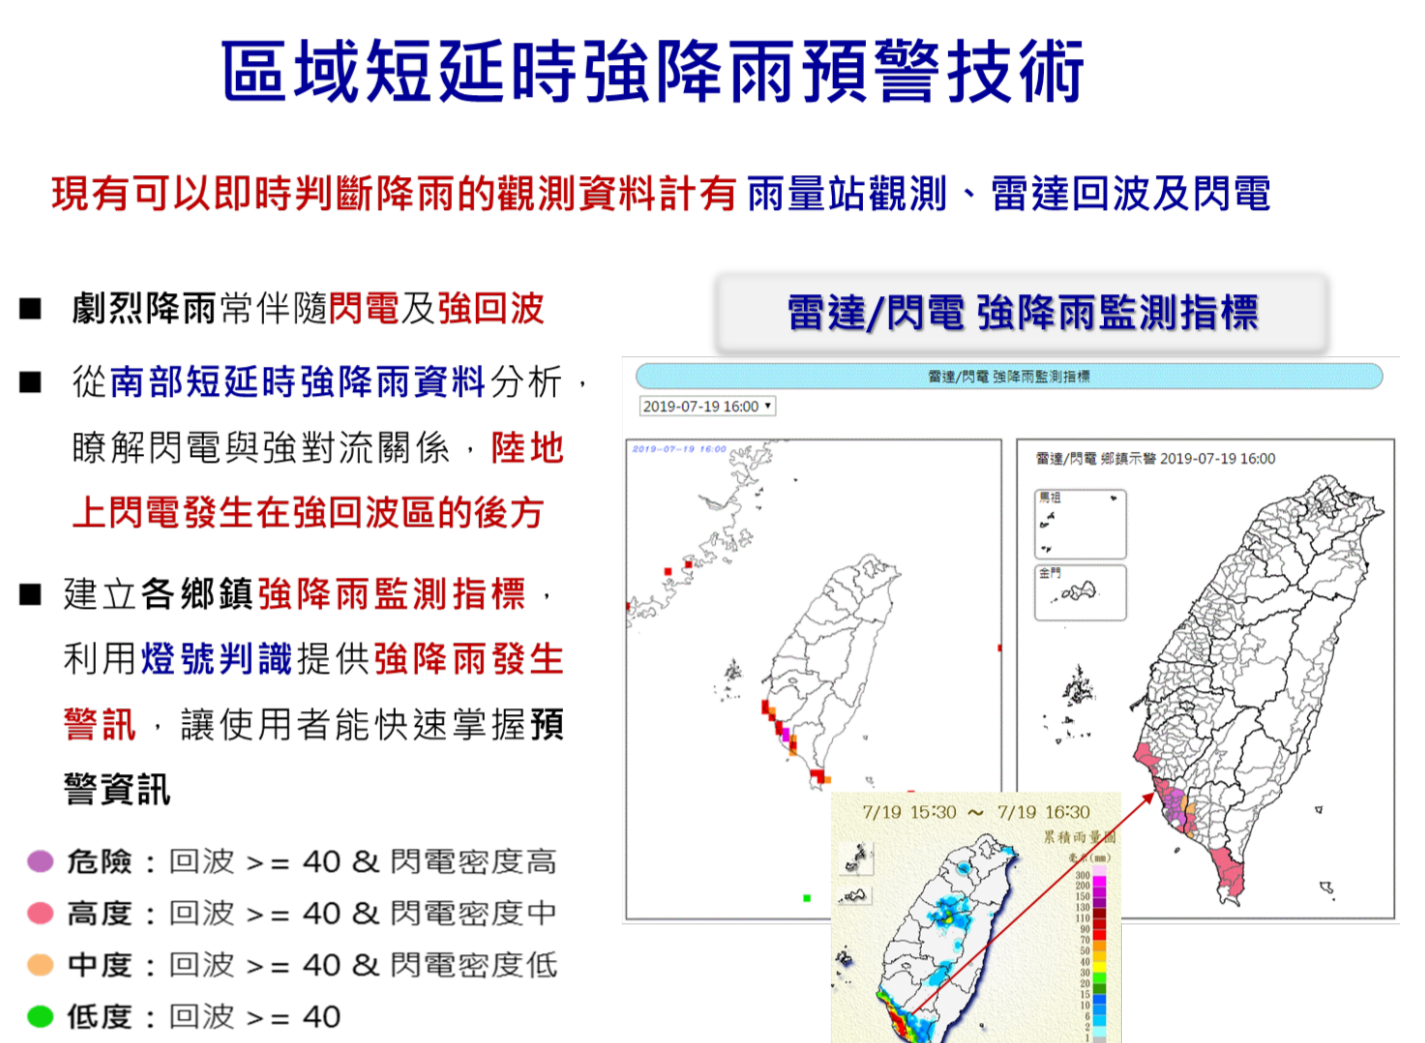 區域短延時強降雨預警技術
現有可以即時判斷降雨的觀測資料計有 雨量站觀測、雷達回波及閃電
■ 劇烈降雨常伴隨閃電及強回波
■ 從南部短延時強降雨資料分析，
瞭解閃電與強對流關係，陸地
上閃電發生在強回波區的後方
■ 建立各鄉鎮強降雨監測指標，
利用燈號判識提供強降雨發生
警訊，讓使用者能快速掌握預
警資訊
危險：回波 >= 40 & 閃電密度高
高度：回波 >= 40 & 閃電密度中
中度：回波 >= 40 & 閃電密度低
低度：回波 >= 40
雷達/閃電 強降雨監測指標
雷達/閃電 強降雨監測指標
2019-07-19 16:00
2019-07-19 16:00
雷達/閃電 鄉鎮示警 2019-07-19 16:00
馬祖
金門
7/19 15:30 ～ 7/19 16:30
累積雨量圖
毫米(mm)
300
200
150
130
110
90
70
50
40
30
20
15
10
6
2
1